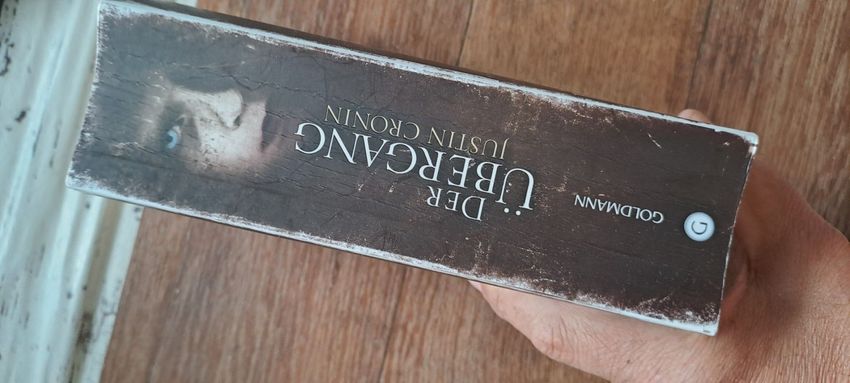 JUSTIN CRONIN
DER
ÜBERGANG
GOLDMANN
G